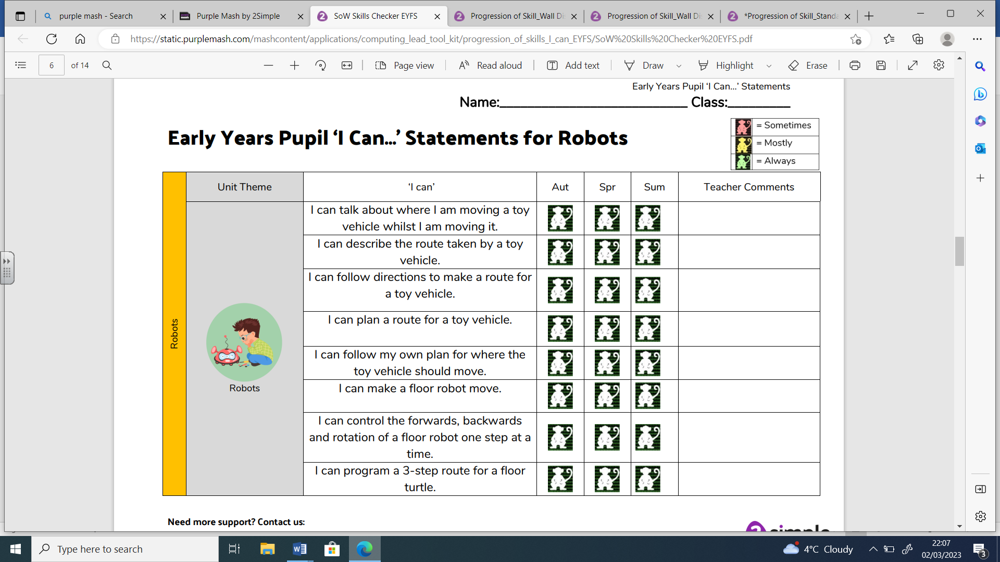 purple mash - Search
Purple Mash by 2Simple
SoW Skills Checker EYFS
Progression of Skill_Wall Di
Progression of Skill_Wall Di
*Progression of Skill_Standa
https://static.purplemash.com/mashcontent/applications/computing_lead_tool_kit/progression_of_skills_I_can_EYFS/SoW%20Skills%20Checker%20EYFS.pdf
6 of 14
Page view
Read aloud
Add text
Draw
Highlight
Erase
Early Years Pupil ‘I Can...’ Statements
Name:___________________________ Class:_________
Early Years Pupil ‘I Can...’ Statements for Robots
= Sometimes
= Mostly
= Always
Unit Theme
‘I can’
Aut
Spr
Sum
Teacher Comments
Robots
Robots
I can talk about where I am moving a toy
vehicle whilst I am moving it.
I can describe the route taken by a toy
vehicle.
I can follow directions to make a route for
a toy vehicle.
I can plan a route for a toy vehicle.
I can follow my own plan for where the
toy vehicle should move.
I can make a floor robot move.
I can control the forwards, backwards
and rotation of a floor robot one step at a
time.
I can program a 3-step route for a floor
turtle.
Need more support? Contact us:
2 simple
Type here to search
4°C Cloudy
22:07
02/03/2023
3